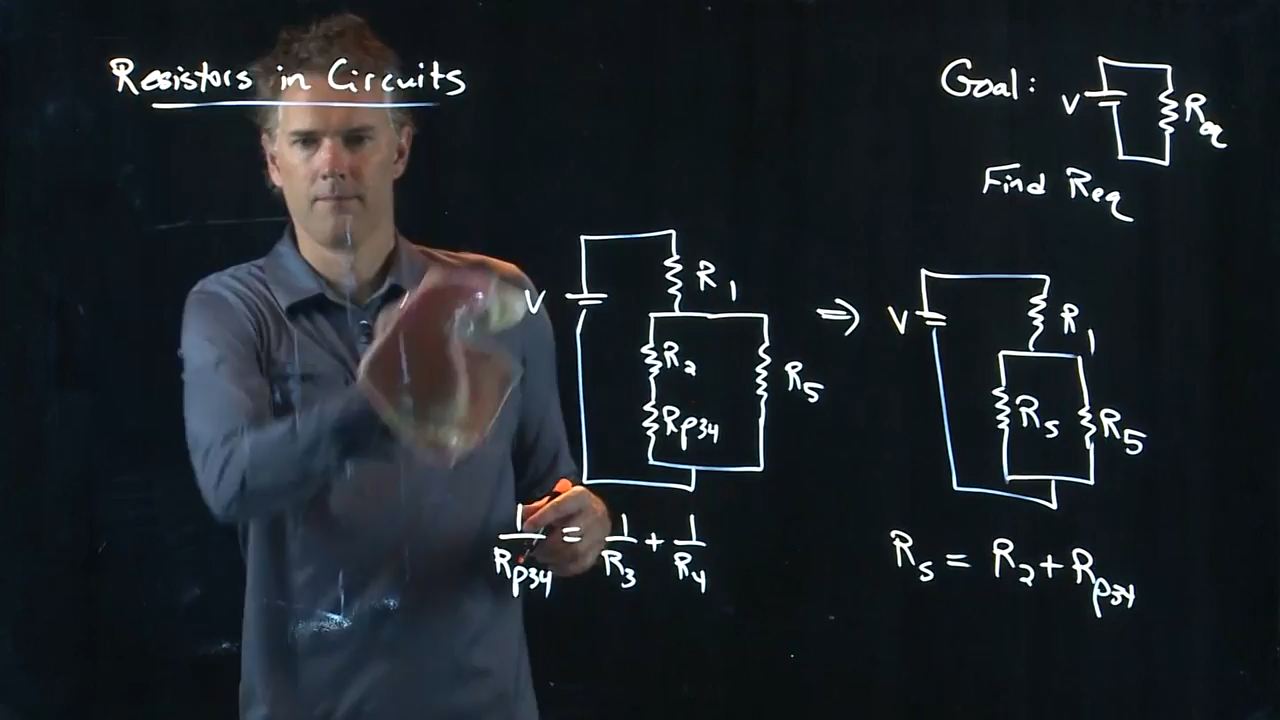 Resistors in Circuits
Goal:
V
Req
Find Req
V
R1
R2
Rp34
R5
⇒
V
R1
Rs
R5
1/Rp34 = 1/R3 + 1/R4
Rs = R2 + Rp34